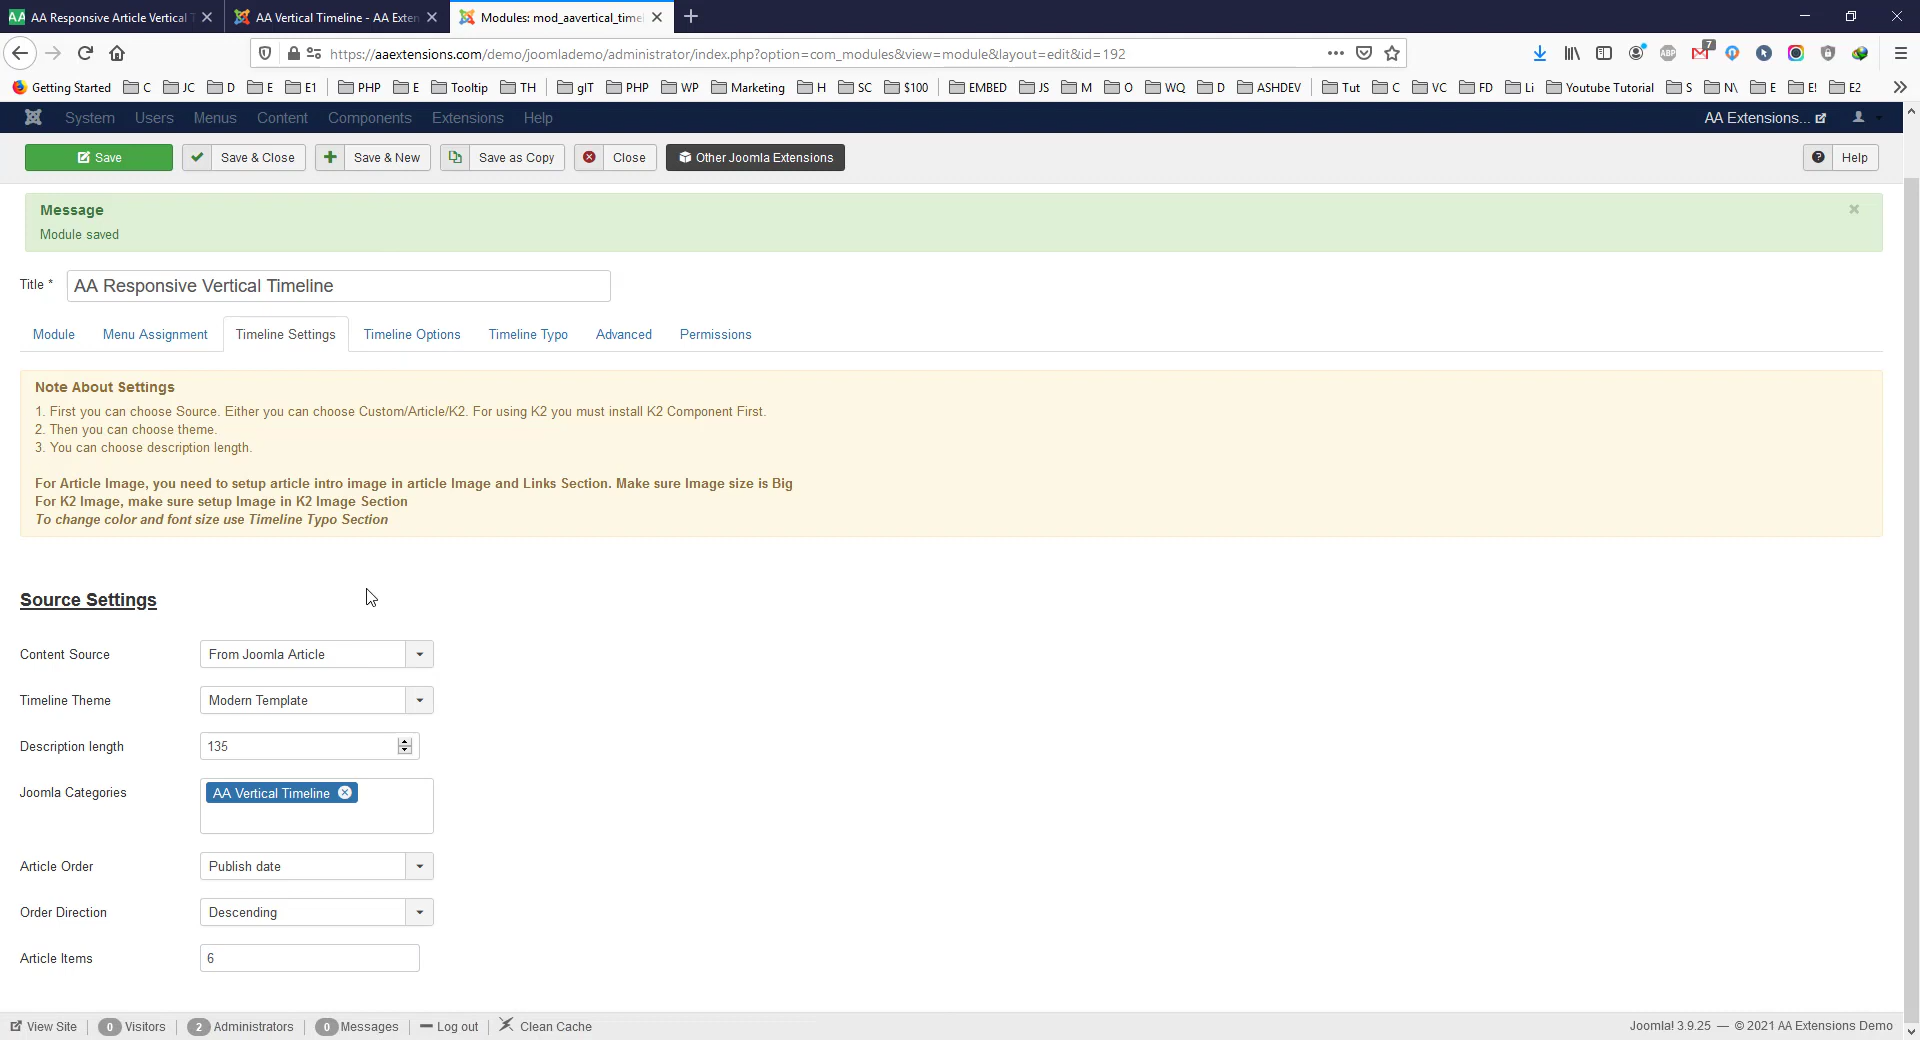 AA Responsive Article Vertical T
AA Vertical Timeline - AA Exten
Modules: mod_aavertical_time
https://aaextensions.com/demo/joomlademo/administrator/index.php?option=com_modules&view=module&layout=edit&id=192
ABP
7
Getting Started C JC D E E1 PHP E Tooltip TH gIT PHP WP Marketing H SC $100 EMBED JS M O WQ D ASHDEV Tut C VC FD Li Youtube Tutorial S N\ E E! E2
System Users Menus Content Components Extensions Help
AA Extensions...
Save Save & Close Save & New Save as Copy Close Other Joomla Extensions Help
Message
Module saved
Title * AA Responsive Vertical Timeline
Module Menu Assignment Timeline Settings Timeline Options Timeline Typo Advanced Permissions
Note About Settings
1. First you can choose Source. Either you can choose Custom/Article/K2. For using K2 you must install K2 Component First.
2. Then you can choose theme.
3. You can choose description length.
For Article Image, you need to setup article intro image in article Image and Links Section. Make sure Image size is Big
For K2 Image, make sure setup Image in K2 Image Section
To change color and font size use Timeline Typo Section
Source Settings
Content Source From Joomla Article
Timeline Theme Modern Template
Description length 135
Joomla Categories AA Vertical Timeline
Article Order Publish date
Order Direction Descending
Article Items 6
View Site 0 Visitors 2 Administrators 0 Messages Log out Clean Cache
Joomla! 3.9.25 — © 2021 AA Extensions Demo